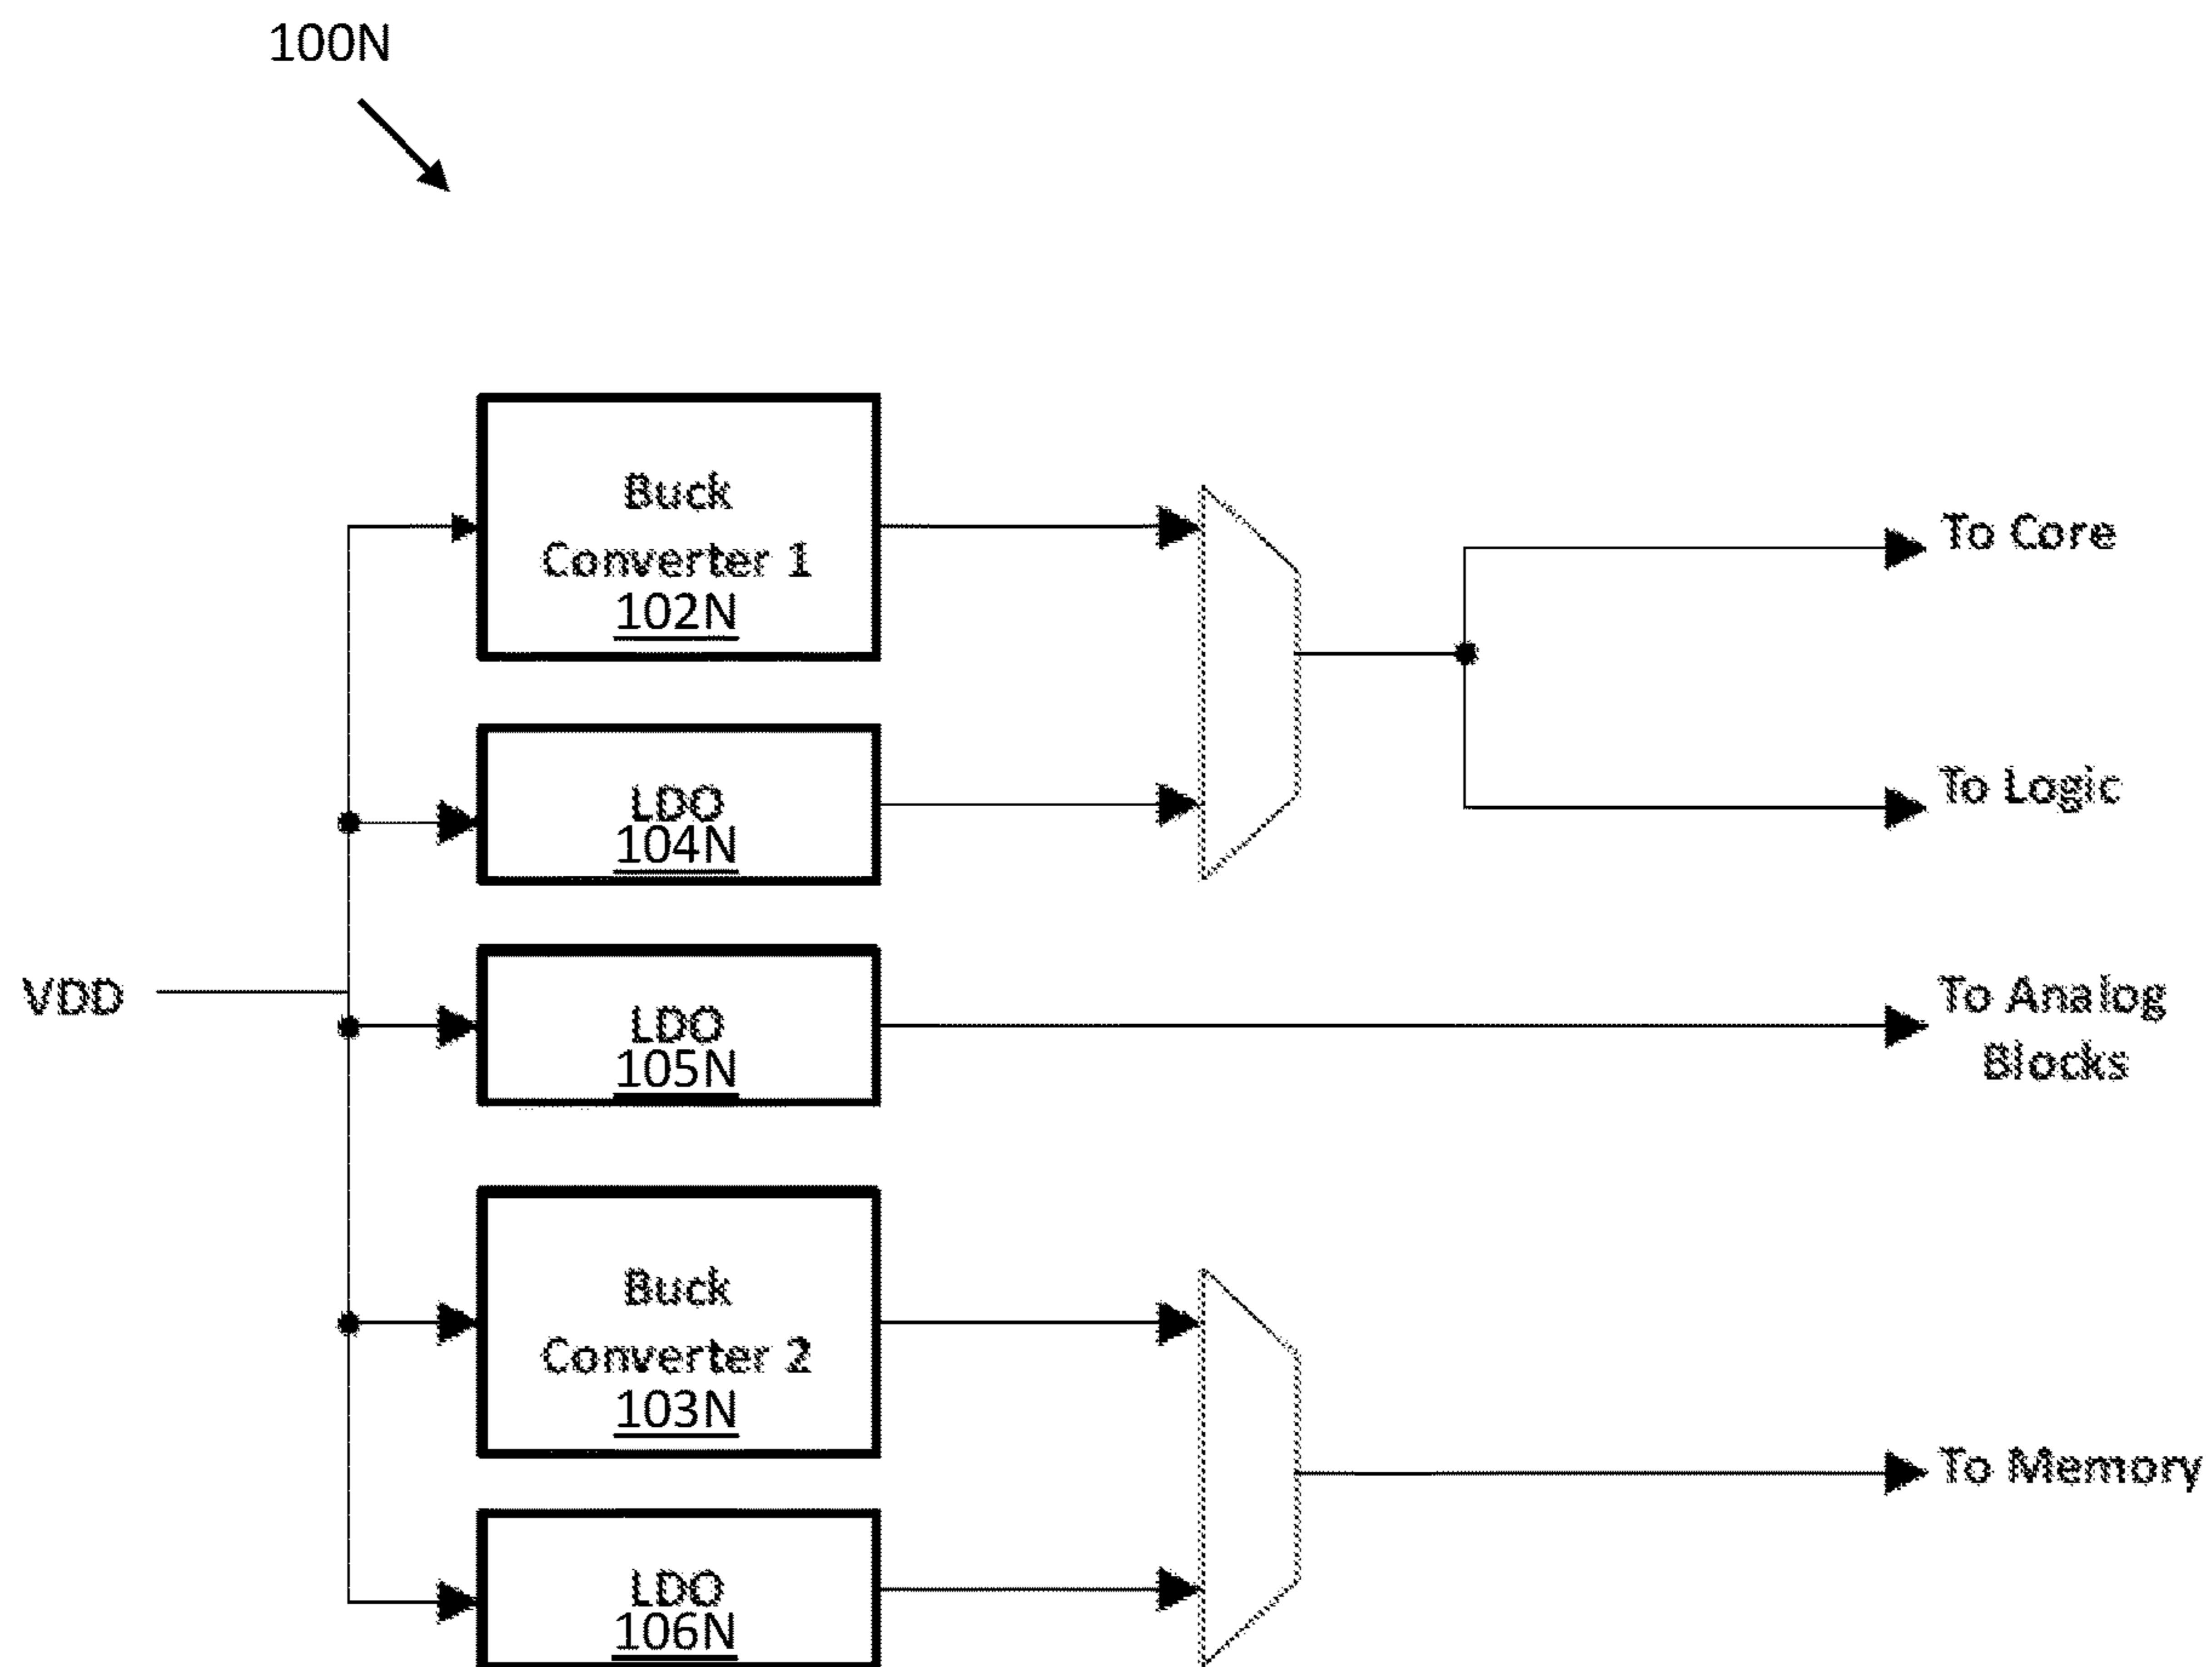 100N
Buck
Converter 1
102N
To Core
LDO
104N
To Logic
VDD
LDO
105N
To Analog
Blocks
Buck
Converter 2
103N
To Memory
LDO
106N